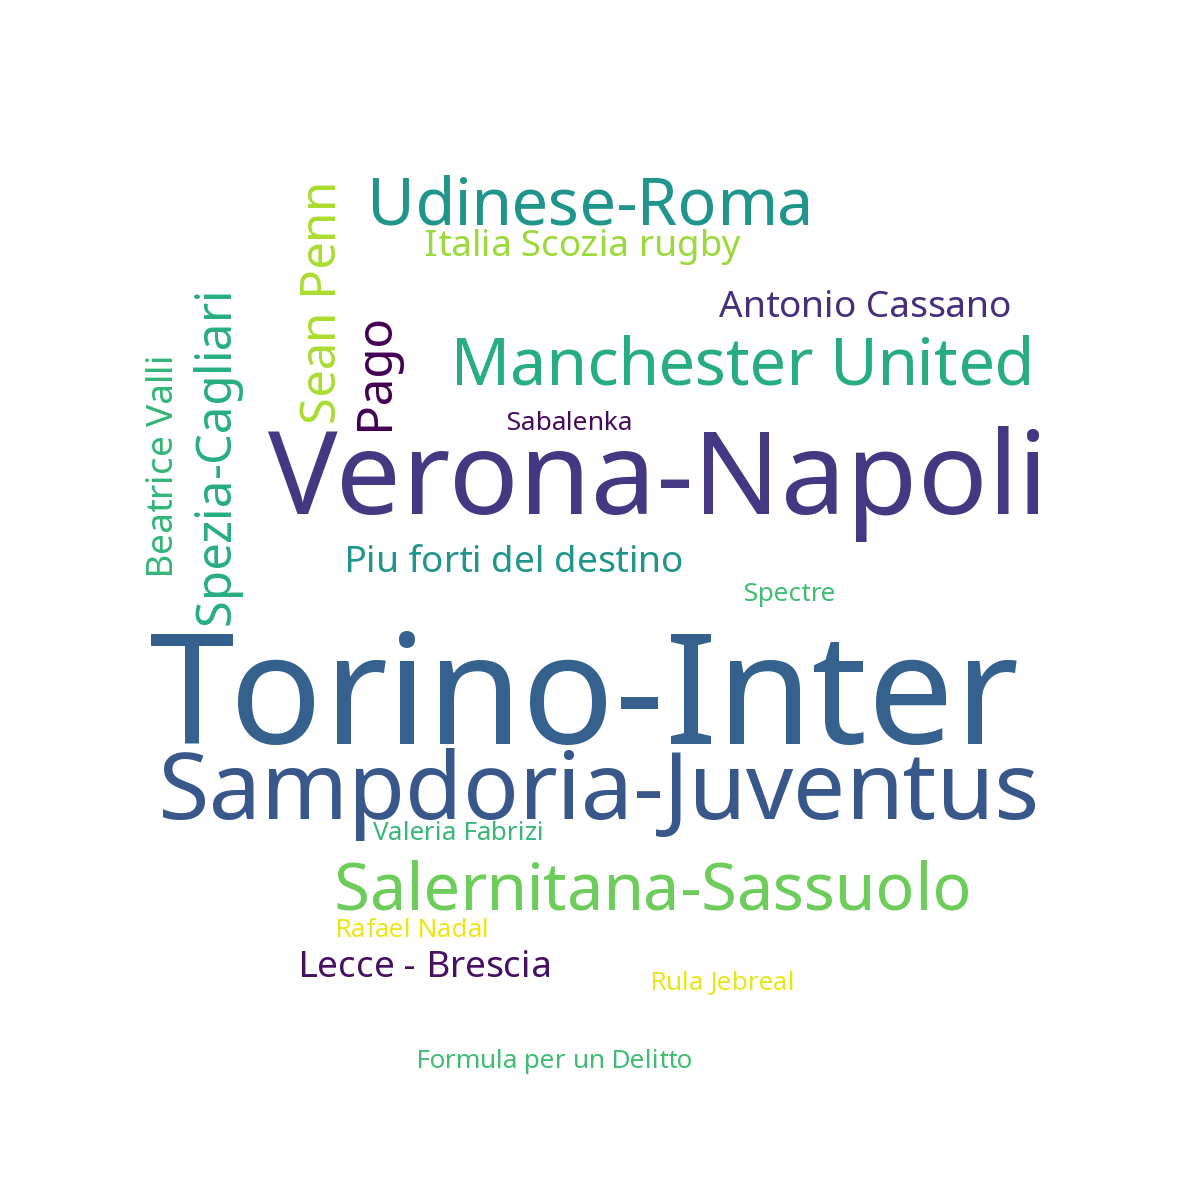 Udinese-Roma
Italia Scozia rugby
Sean Penn
Antonio Cassano
Spezia-Cagliari
Pago
Manchester United
Beatrice Valli
Sabalenka
Verona-Napoli
Piu forti del destino
Spectre
Torino-Inter
Sampdoria-Juventus
Valeria Fabrizi
Salernitana-Sassuolo
Rafael Nadal
Lecce - Brescia
Rula Jebreal
Formula per un Delitto